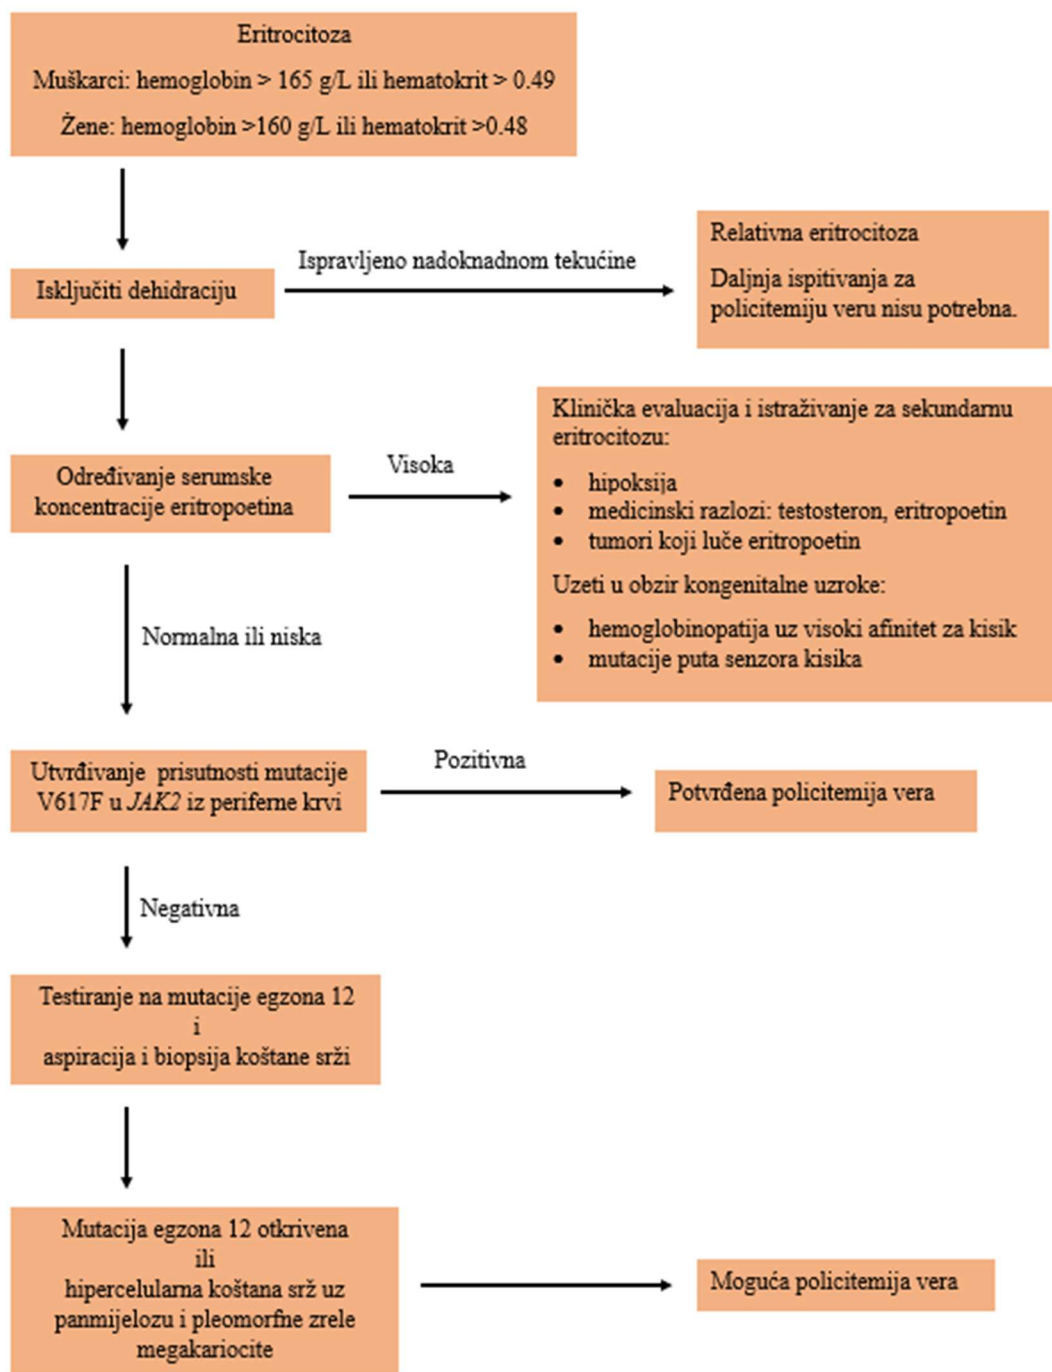 Eritrocitoza
Muškarci: hemoglobin > 165 g/L ili hematokrit > 0.49
Žene: hemoglobin >160 g/L ili hematokrit >0.48
Isključiti dehidraciju
Ispravljeno nadoknadnom tekućine
Relativna eritrocitoza
Daljnja ispitivanja za
policitemiju veru nisu potrebna.
Određivanje serumske
koncentracije eritropoetina
Visoka
Klinička evaluacija i istraživanje za sekundarnu
eritrocitozu:
• hipoksija
• medicinski razlozi: testosteron, eritropoetin
• tumori koji luče eritropoetin
Uzeti u obzir kongenitalne uzroke:
• hemoglobinopatija uz visoki afinitet za kisik
• mutacije puta senzora kisika
Normalna ili niska
Utvrđivanje prisutnosti mutacije
V617F u JAK2 iz periferne krvi
Pozitivna
Potvrđena policitemija vera
Negativna
Testiranje na mutacije egzona 12
i
aspiracija i biopsija koštane srži
Mutacija egzona 12 otkrivena
ili
hipercelularna koštana srž uz
panmijelozu i pleomorfne zrele
megakariocite
Moguća policitemija vera